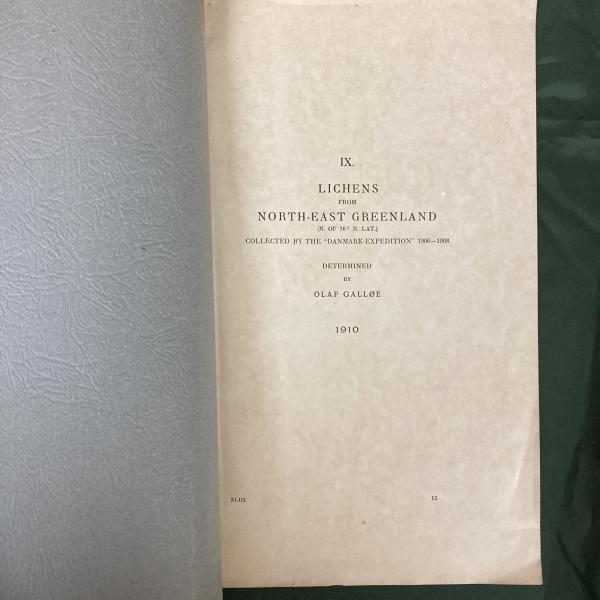 IX.
LICHENS
FROM
NORTH-EAST GREENLAND
(N. OF 76° N. LAT.)
COLLECTED BY THE "DANMARK-EXPEDITION" 1906—1908
DETERMINED
BY
OLAF GALLØE
1910
XLIII. 15